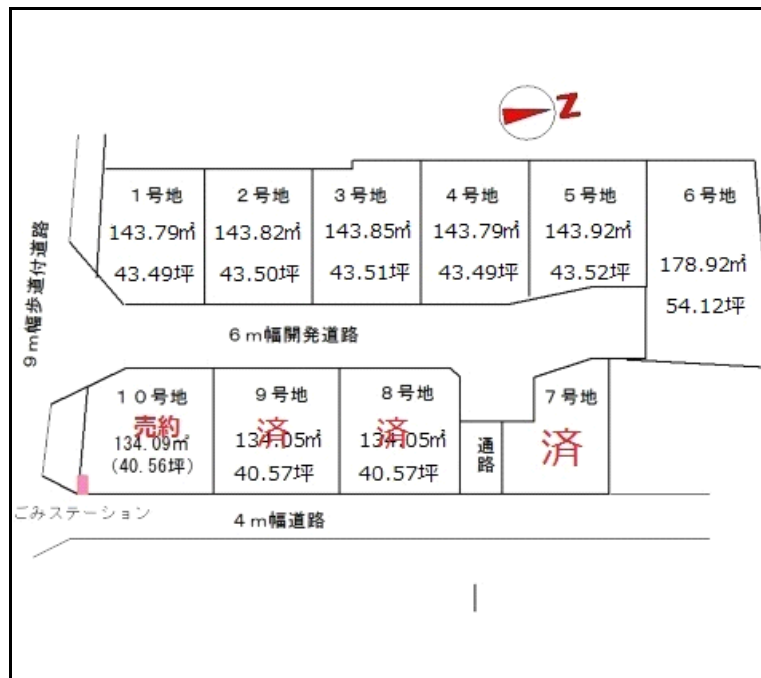 Z
1号地
143.79㎡
43.49坪
2号地
143.82㎡
43.50坪
3号地
143.85㎡
43.51坪
4号地
143.79㎡
43.49坪
5号地
143.92㎡
43.52坪
6号地
178.92㎡
54.12坪
9m幅歩道付道路
6m幅開発道路
10号地
売約
134.09㎡
(40.56坪)
9号地
済
134.05㎡
40.57坪
8号地
済
134.05㎡
40.57坪
通路
7号地
済
ごみステーション
4m幅道路